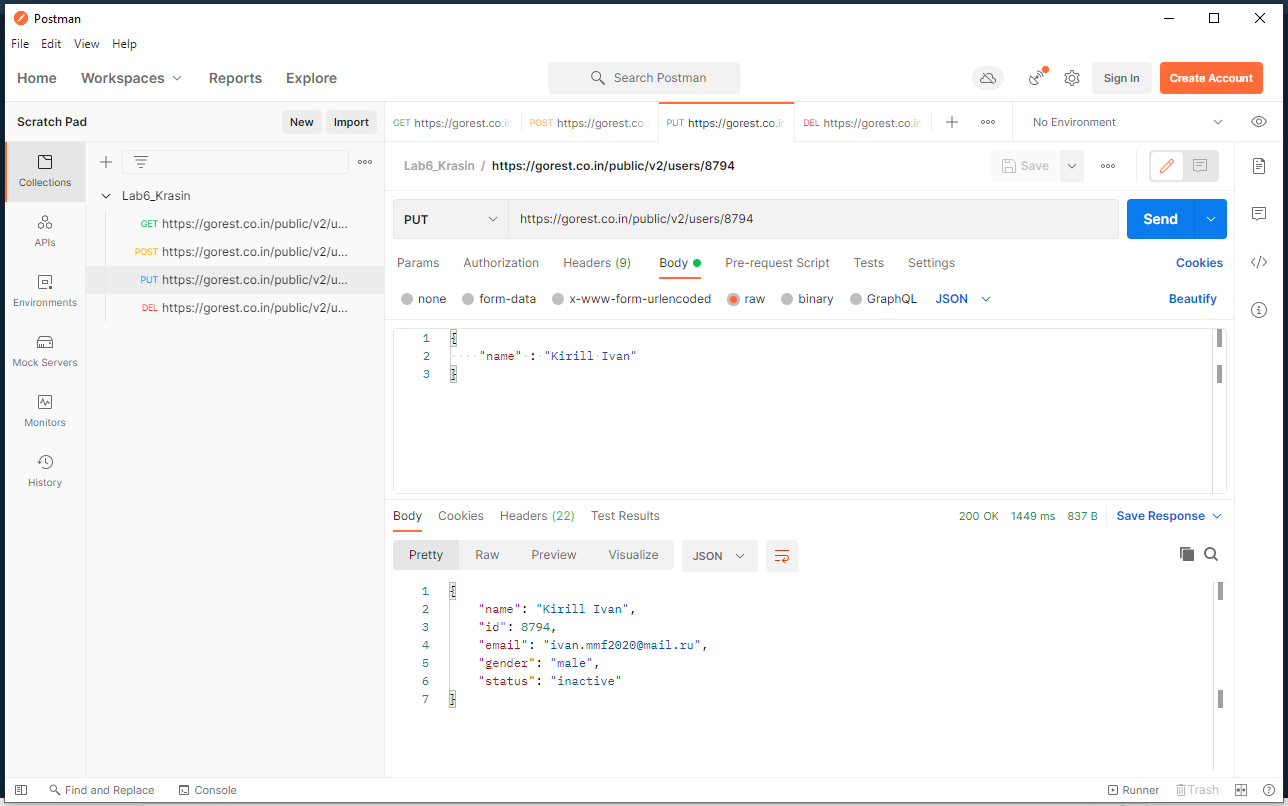 Postman
File Edit View Help
Home Workspaces Reports Explore Search Postman Sign In Create Account
Scratch Pad New Import
GET https://gorest.co.in POST https://gorest.co. PUT https://gorest.co.in DEL https://gorest.co.in No Environment
Lab6_Krasin / https://gorest.co.in/public/v2/users/8794 Save
Collections
APIs
Environments
Mock Servers
Monitors
History
Lab6_Krasin
GET https://gorest.co.in/public/v2/u...
POST https://gorest.co.in/public/v2/u...
PUT https://gorest.co.in/public/v2/u...
DEL https://gorest.co.in/public/v2/u...
PUT https://gorest.co.in/public/v2/users/8794 Send
Params Authorization Headers (9) Body Pre-request Script Tests Settings Cookies
none form-data x-www-form-urlencoded raw binary GraphQL JSON Beautify
1 {
2 "name" : "Kirill Ivan"
3 }
Body Cookies Headers (22) Test Results 200 OK 1449 ms 837 B Save Response
Pretty Raw Preview Visualize JSON
1 {
2 "name": "Kirill Ivan",
3 "id": 8794,
4 "email": "ivan.mmf2020@mail.ru",
5 "gender": "male",
6 "status": "inactive"
7 }
Find and Replace Console Runner Trash